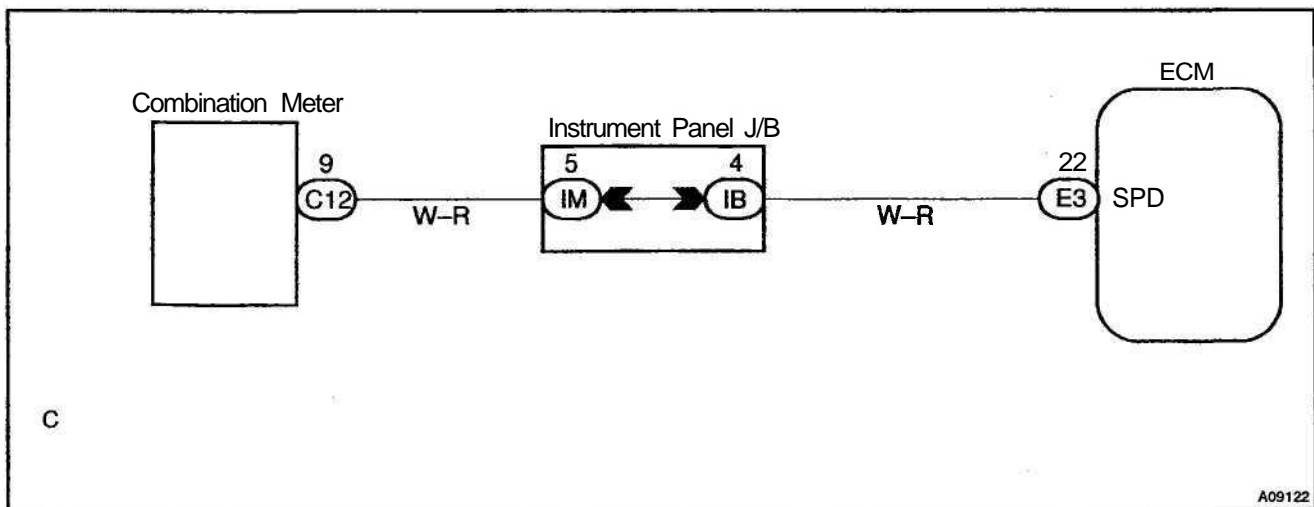 ECM
Combination Meter
Instrument Panel J/B
9
5
4
22
C12
IM
IB
E3
SPD
W–R
W–R
C
A09122